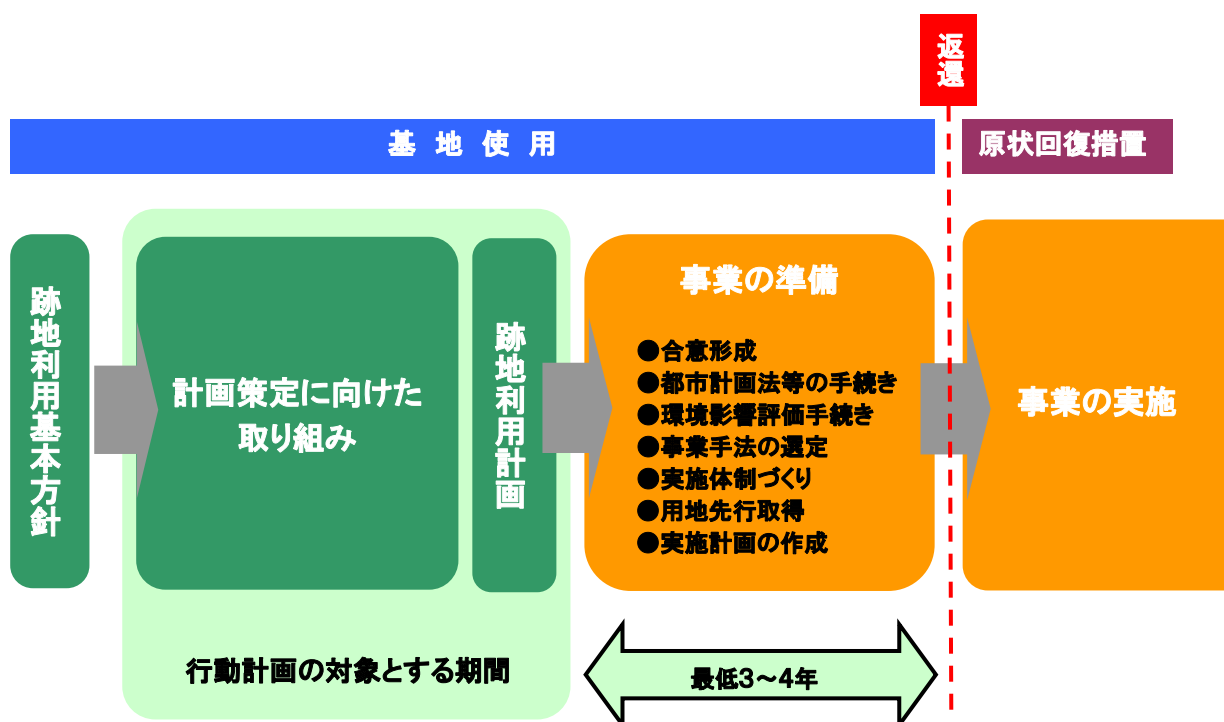 返還
基地使用
原状回復措置
跡地利用基本方針
計画策定に向けた
取り組み
跡地利用計画
事業の準備
●合意形成
●都市計画法等の手続き
●環境影響評価手続き
●事業手法の選定
●実施体制づくり
●用地先行取得
●実施計画の作成
事業の実施
行動計画の対象とする期間
最低3～4年